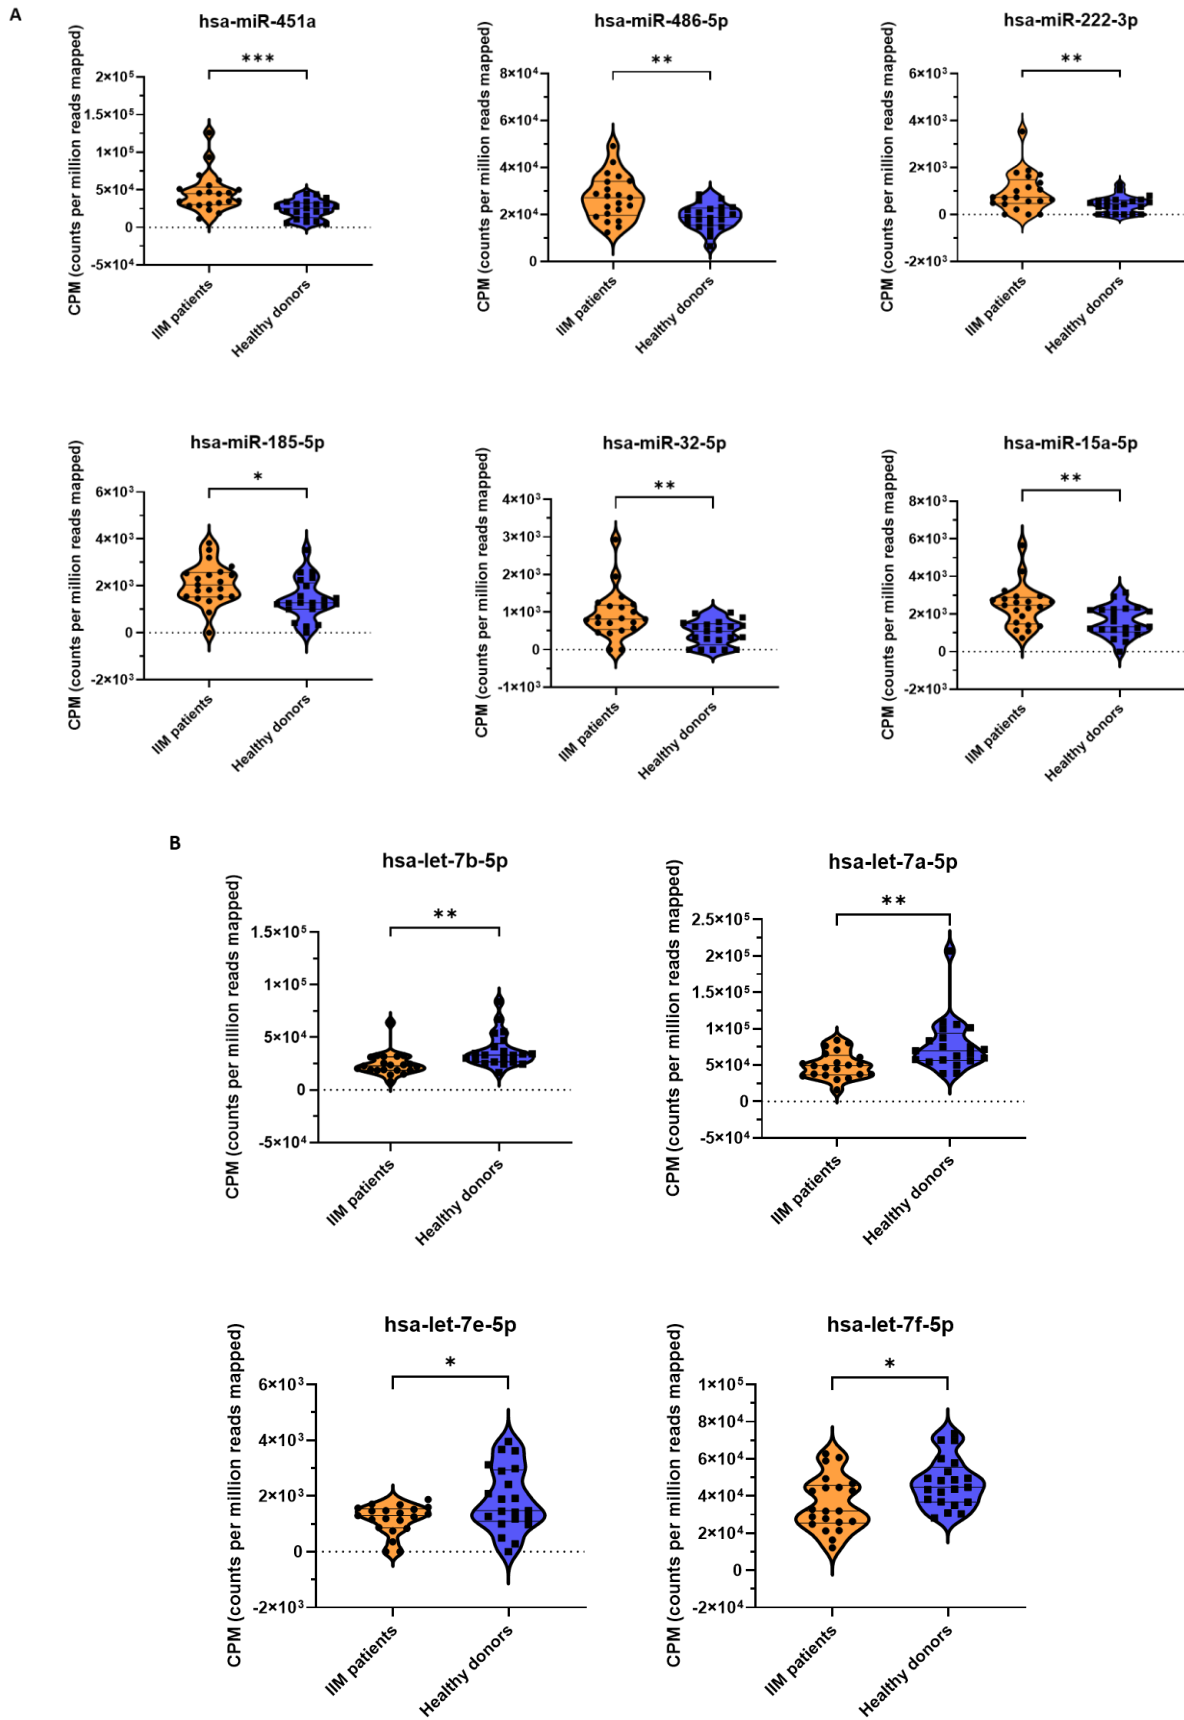 A
hsa-miR-451a
***
CPM (counts per million reads mapped)
2×10⁵
1.5×10⁵
1×10⁵
5×10⁴
0
-5×10⁴
IIM patients
Healthy donors
hsa-miR-486-5p
**
CPM (counts per million reads mapped)
8×10⁴
6×10⁴
4×10⁴
2×10⁴
0
IIM patients
Healthy donors
hsa-miR-222-3p
**
CPM (counts per million reads mapped)
6×10³
4×10³
2×10³
0
-2×10³
IIM patients
Healthy donors
hsa-miR-185-5p
*
CPM (counts per million reads mapped)
6×10³
4×10³
2×10³
0
-2×10³
IIM patients
Healthy donors
hsa-miR-32-5p
**
CPM (counts per million reads mapped)
4×10³
3×10³
2×10³
1×10³
0
-1×10³
IIM patients
Healthy donors
hsa-miR-15a-5p
**
CPM (counts per million reads mapped)
8×10³
6×10³
4×10³
2×10³
0
-2×10³
IIM patients
Healthy donors
B
hsa-let-7b-5p
**
CPM (counts per million reads mapped)
1.5×10⁵
1×10⁵
5×10⁴
0
-5×10⁴
IIM patients
Healthy donors
hsa-let-7a-5p
**
CPM (counts per million reads mapped)
2.5×10⁵
2×10⁵
1.5×10⁵
1×10⁵
5×10⁴
0
-5×10⁴
IIM patients
Healthy donors
hsa-let-7e-5p
*
CPM (counts per million reads mapped)
6×10³
4×10³
2×10³
0
-2×10³
IIM patients
Healthy donors
hsa-let-7f-5p
*
CPM (counts per million reads mapped)
1×10⁵
8×10⁴
6×10⁴
4×10⁴
2×10⁴
0
-2×10⁴
IIM patients
Healthy donors